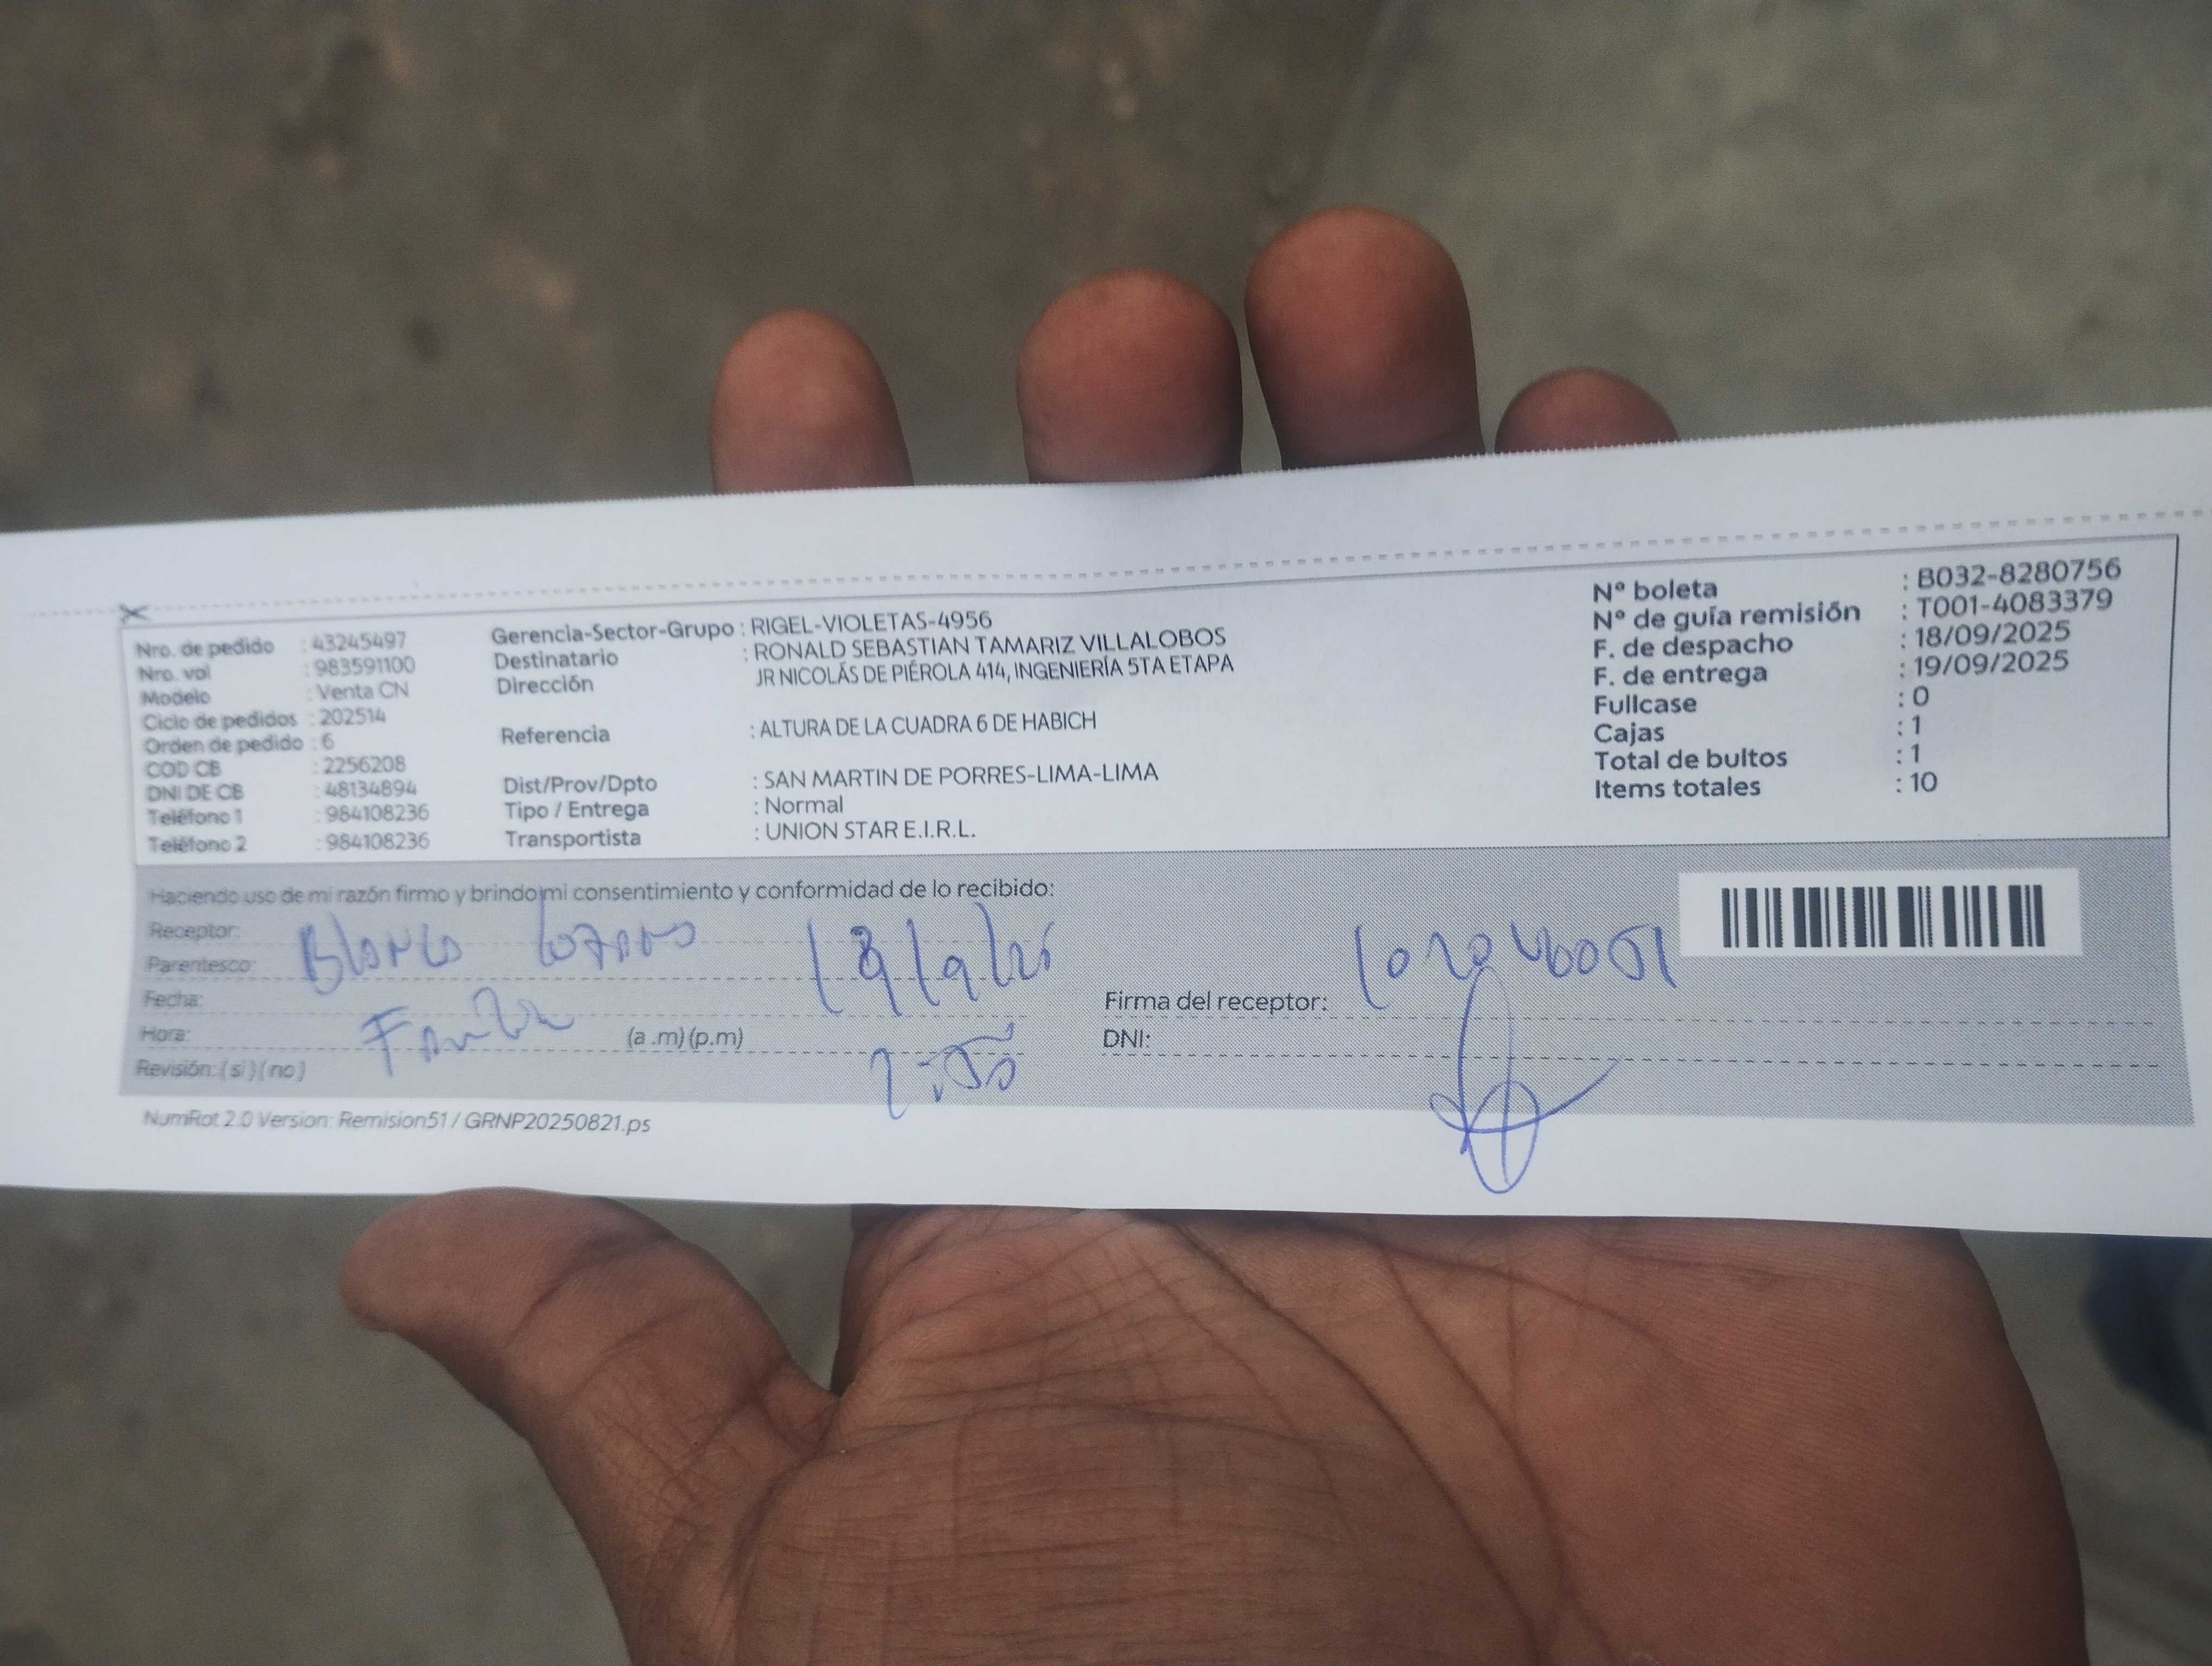 Nro. de pedido : 43245497
Nro. vol : 983591100
Modelo : Venta CN
Ciclo de pedidos : 202514
Orden de pedido : 6
COD CB : 2256208
DNI DE CB : 48134894
Teléfono 1 : 984108236
Teléfono 2 : 984108236
Gerencia-Sector-Grupo : RIGEL-VIOLETAS-4956
Destinatario : RONALD SEBASTIAN TAMARIZ VILLALOBOS
Dirección JR NICOLÁS DE PIÉROLA 414, INGENIERÍA 5TA ETAPA
Referencia : ALTURA DE LA CUADRA 6 DE HABICH
Dist/Prov/Dpto : SAN MARTIN DE PORRES-LIMA-LIMA
Tipo / Entrega : Normal
Transportista : UNION STAR E.I.R.L.
Nº boleta : B032-8280756
Nº de guía remisión : T001-4083379
F. de despacho : 18/09/2025
F. de entrega : 19/09/2025
Fullcase : 0
Cajas : 1
Total de bultos : 1
Items totales : 10
Haciendo uso de mi razón firmo y brindo mi consentimiento y conformidad de lo recibido:
Receptor:
Parentesco:
Fecha:
Hora: (a .m) (p.m)
Revisión: ( si ) ( no )
Firma del receptor:
DNI:
NumRot 2.0 Version: Remision51 / GRNP20250821.ps